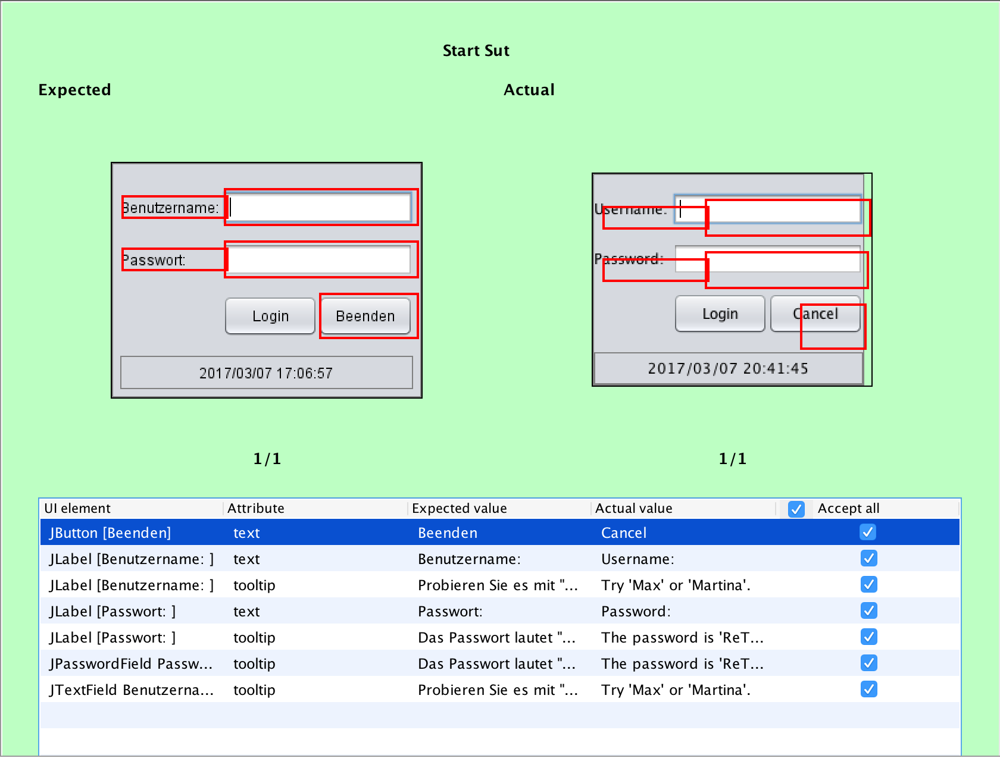 Start Sut
Expected
Actual
Benutzername:
Passwort:
Login Beenden
2017/03/07 17:06:57
Username:
Password:
Login Cancel
2017/03/07 20:41:45
1/1
1/1
UI element Attribute Expected value Actual value Accept all
JButton [Beenden] text Beenden Cancel
JLabel [Benutzername: ] text Benutzername: Username:
JLabel [Benutzername: ] tooltip Probieren Sie es mit "... Try 'Max' or 'Martina'.
JLabel [Passwort: ] text Passwort: Password:
JLabel [Passwort: ] tooltip Das Passwort lautet "... The password is 'ReT...
JPasswordField Passw... tooltip Das Passwort lautet "... The password is 'ReT...
JTextField Benutzerna... tooltip Probieren Sie es mit "... Try 'Max' or 'Martina'.